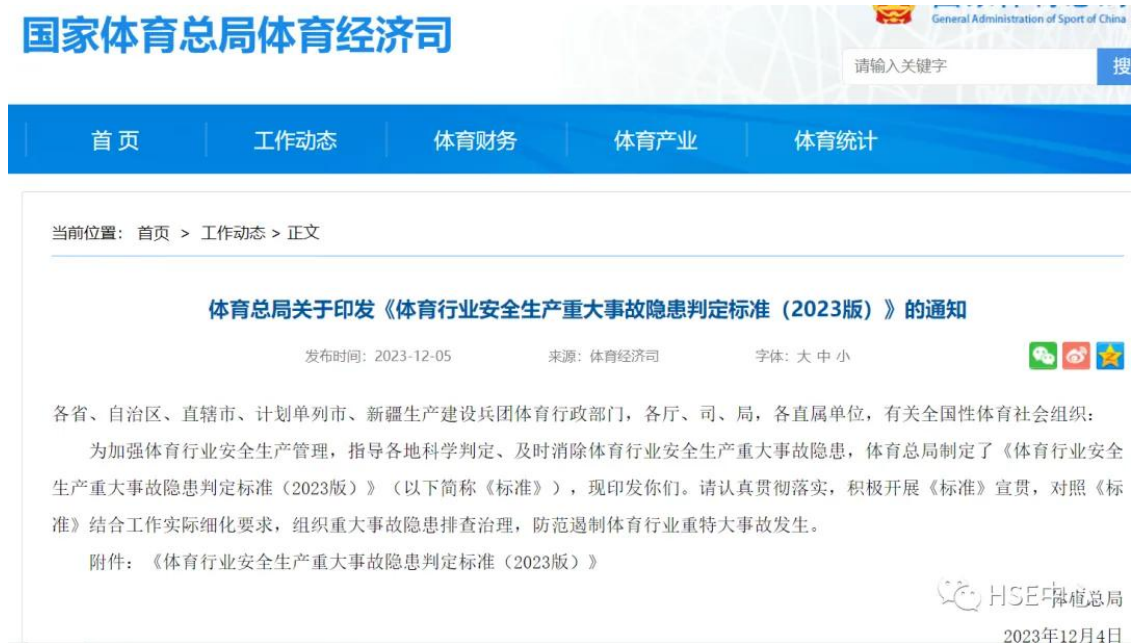 国家体育总局体育经济司
General Administration of Sport of China
请输入关键字
搜
首 页
工作动态
体育财务
体育产业
体育统计
当前位置： 首页 > 工作动态 > 正文
体育总局关于印发《体育行业安全生产重大事故隐患判定标准（2023版）》的通知
发布时间：2023-12-05
来源：体育经济司
字体：大 中 小
各省、自治区、直辖市、计划单列市、新疆生产建设兵团体育行政部门，各厅、司、局，各直属单位，有关全国性体育社会组织：
为加强体育行业安全生产管理，指导各地科学判定、及时消除体育行业安全生产重大事故隐患，体育总局制定了《体育行业安全
生产重大事故隐患判定标准（2023版）》（以下简称《标准》），现印发你们。请认真贯彻落实，积极开展《标准》宣贯，对照《标
准》结合工作实际细化要求，组织重大事故隐患排查治理，防范遏制体育行业重特大事故发生。
附件：《体育行业安全生产重大事故隐患判定标准（2023版）》
HSE中心
体育总局
2023年12月4日